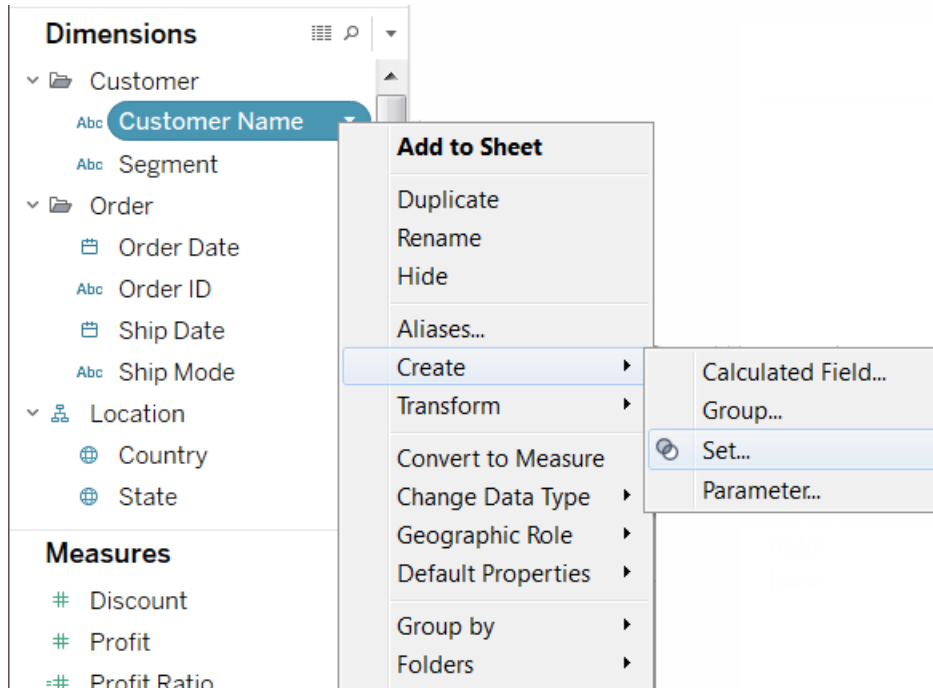 Dimensions
Customer
Abc Customer Name
Abc Segment
Order
Order Date
Abc Order ID
Ship Date
Abc Ship Mode
Location
Country
State
Measures
# Discount
# Profit
=# Profit Ratio
Add to Sheet
Duplicate
Rename
Hide
Aliases...
Create
Transform
Convert to Measure
Change Data Type
Geographic Role
Default Properties
Group by
Folders
Calculated Field...
Group...
Set...
Parameter...